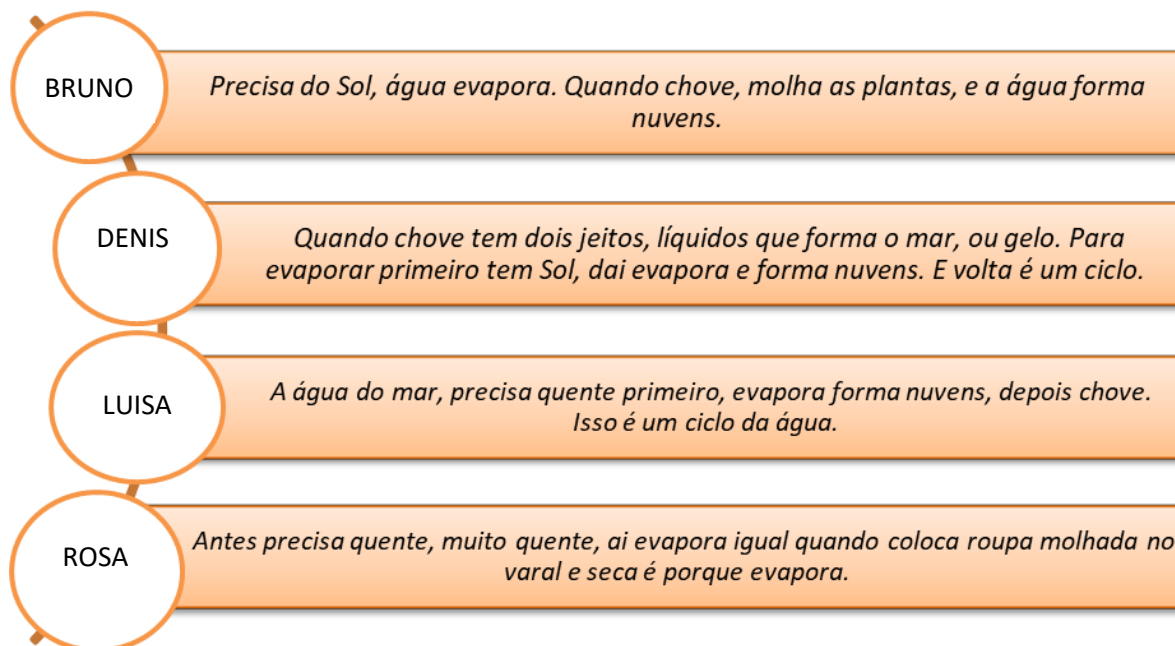 BRUNO
Precisa do Sol, água evapora. Quando chove, molha as plantas, e a água forma
nuvens.
DENIS
Quando chove tem dois jeitos, líquidos que forma o mar, ou gelo. Para
evaporar primeiro tem Sol, dai evapora e forma nuvens. E volta é um ciclo.
LUISA
A água do mar, precisa quente primeiro, evapora forma nuvens, depois chove.
Isso é um ciclo da água.
ROSA
Antes precisa quente, muito quente, ai evapora igual quando coloca roupa molhada no
varal e seca é porque evapora.